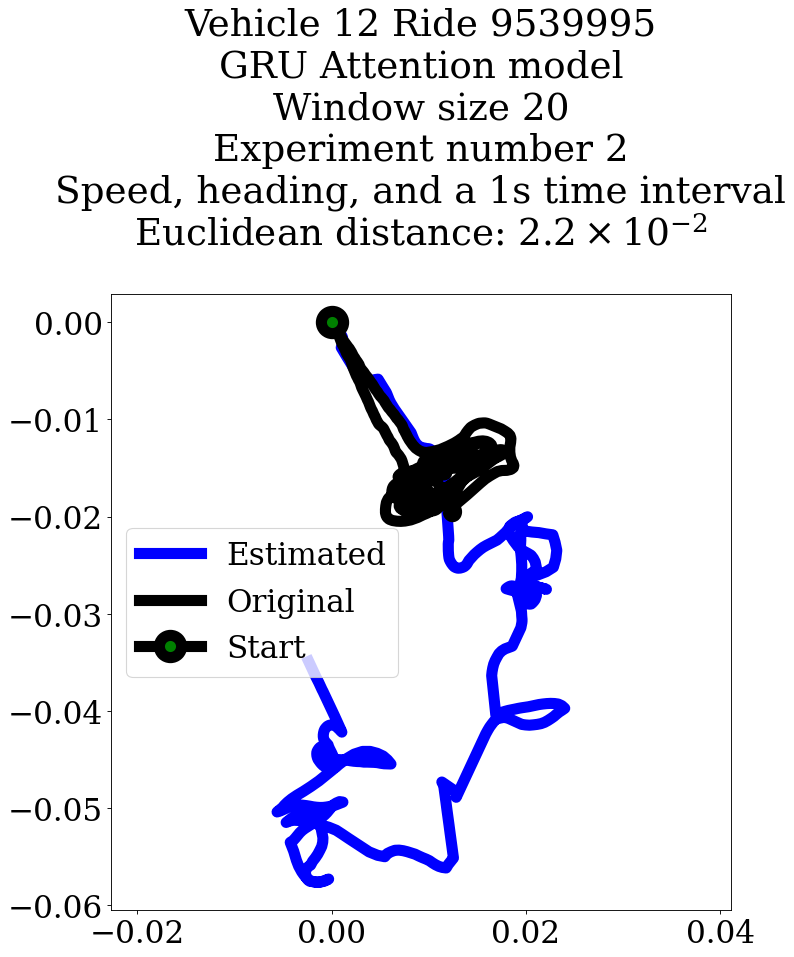 Vehicle 12 Ride 9539995
GRU Attention model
Window size 20
Experiment number 2
Speed, heading, and a 1s time interval
Euclidean distance: 2.2 × 10⁻²
0.00
−0.01
−0.02
−0.03
−0.04
−0.05
−0.06
Estimated
Original
Start
−0.02 0.00 0.02 0.04